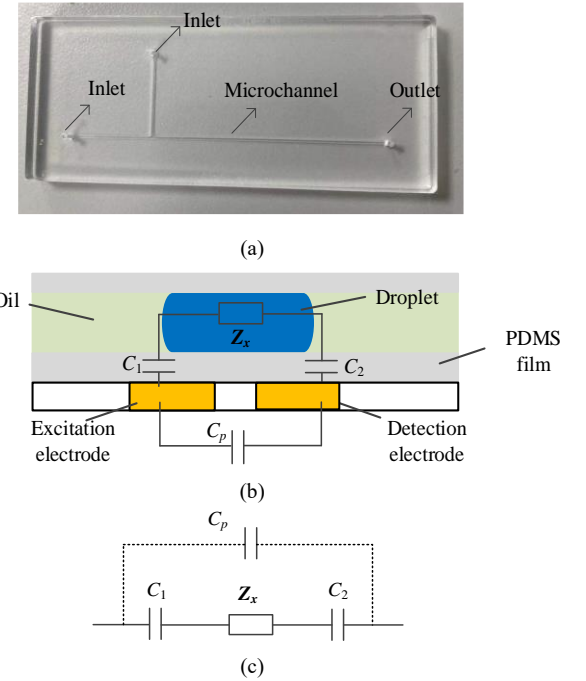 Inlet
Inlet
Microchannel
Outlet
(a)
Oil
Droplet
Zx
C1
C2
PDMS
film
Excitation
electrode
Cp
Detection
electrode
(b)
Cp
C1
Zx
C2
(c)